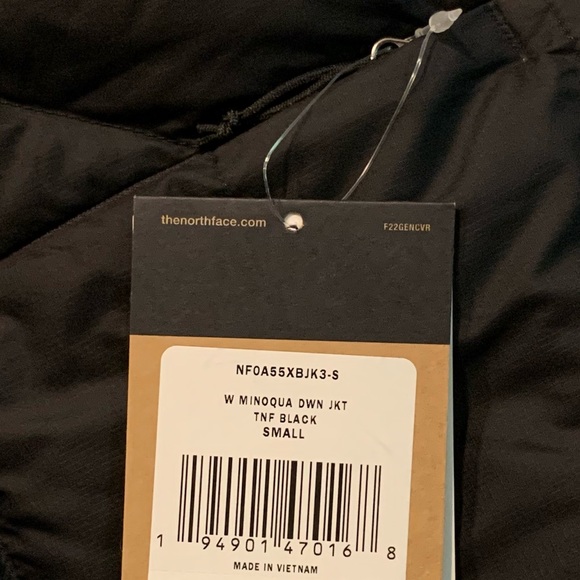 thenorthface.com
F22GENCVR
NF0A55XBJK3-S
W MINOQUA DWN JKT
TNF BLACK
SMALL
1 94901 47016 8
MADE IN VIETNAM